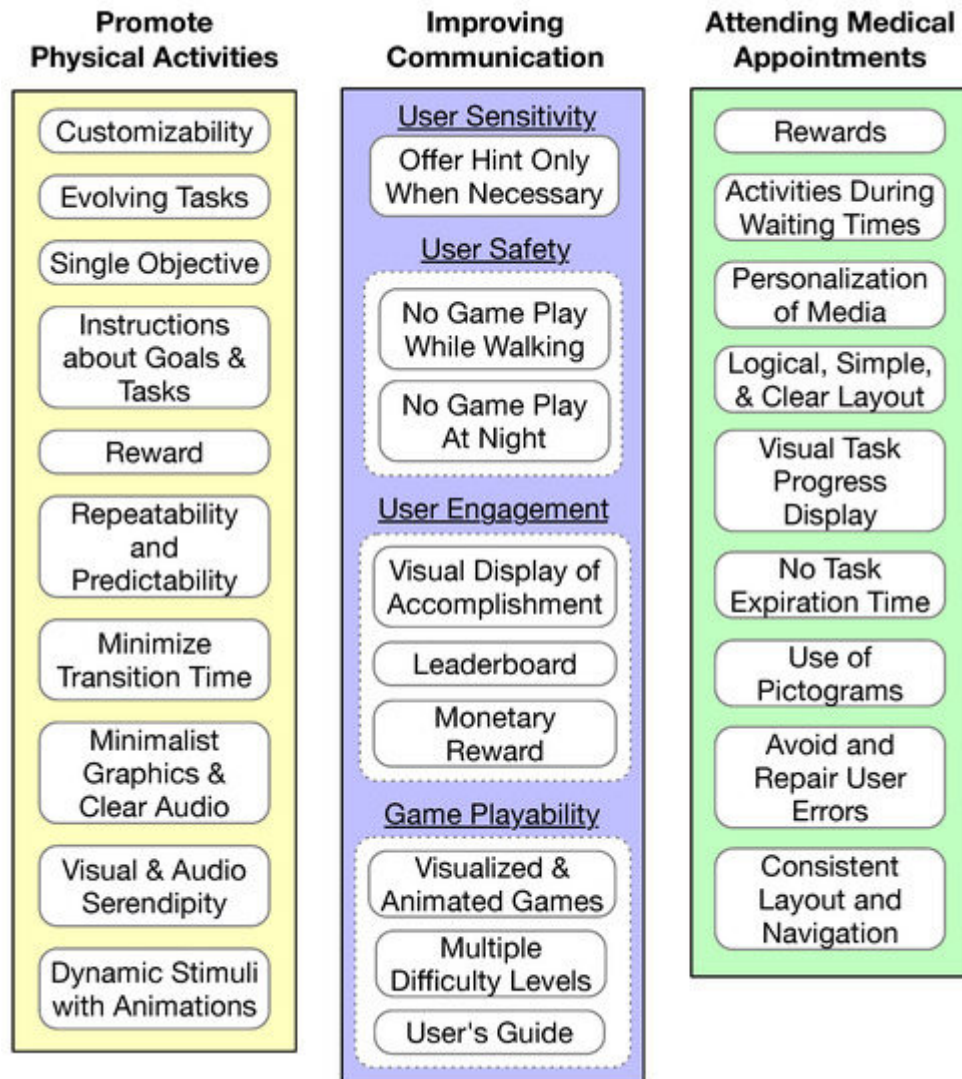 Promote
Physical Activities
Customizability
Evolving Tasks
Single Objective
Instructions
about Goals &
Tasks
Reward
Repeatability
and
Predictability
Minimize
Transition Time
Minimalist
Graphics &
Clear Audio
Visual & Audio
Serendipity
Dynamic Stimuli
with Animations
Improving
Communication
User Sensitivity
Offer Hint Only
When Necessary
User Safety
No Game Play
While Walking
No Game Play
At Night
User Engagement
Visual Display of
Accomplishment
Leaderboard
Monetary
Reward
Game Playability
Visualized &
Animated Games
Multiple
Difficulty Levels
User's Guide
Attending Medical
Appointments
Rewards
Activities During
Waiting Times
Personalization
of Media
Logical, Simple,
& Clear Layout
Visual Task
Progress
Display
No Task
Expiration Time
Use of
Pictograms
Avoid and
Repair User
Errors
Consistent
Layout and
Navigation